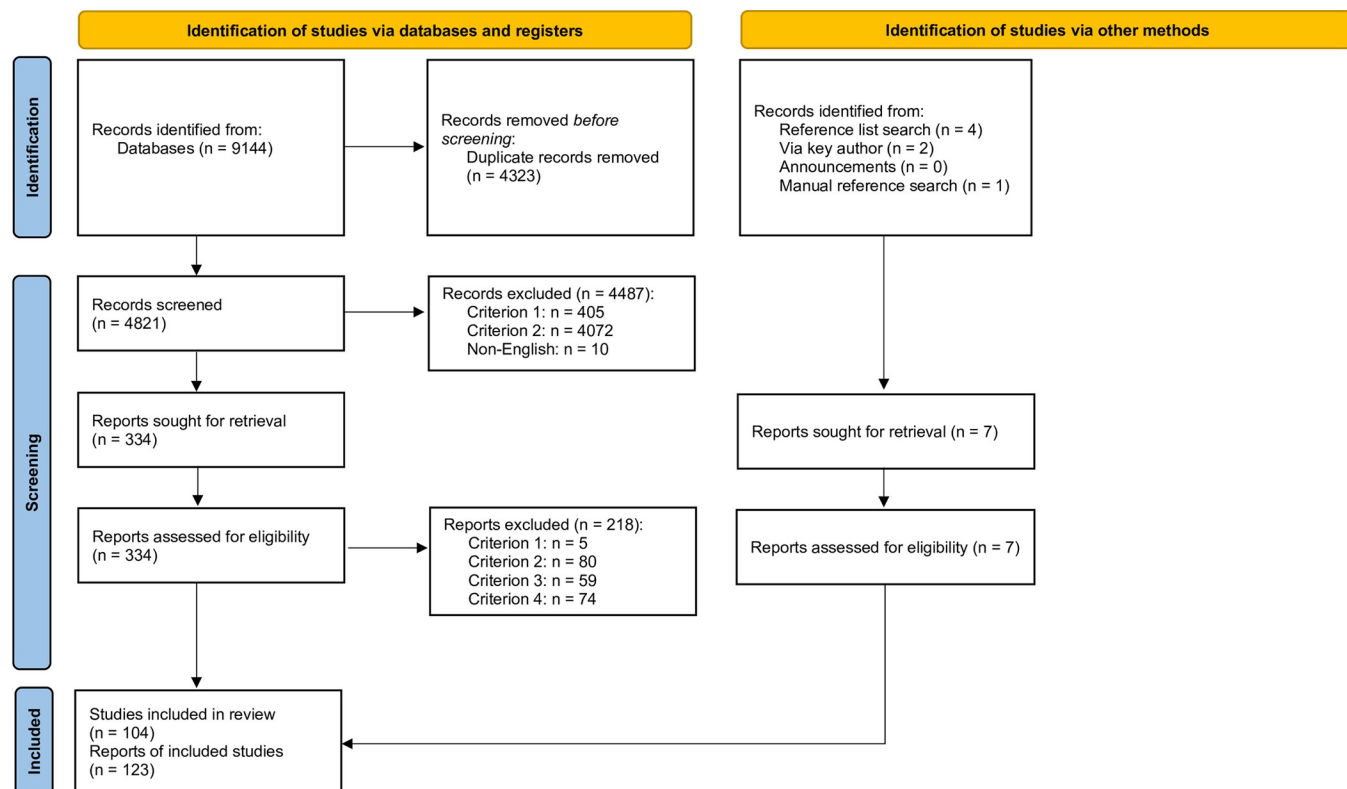 Identification of studies via databases and registers
Identification of studies via other methods
Identification
Records identified from:
Databases (n = 9144)
Records removed before
screening:
Duplicate records removed
(n = 4323)
Records identified from:
Reference list search (n = 4)
Via key author (n = 2)
Announcements (n = 0)
Manual reference search (n = 1)
Screening
Records screened
(n = 4821)
Records excluded (n = 4487):
Criterion 1: n = 405
Criterion 2: n = 4072
Non-English: n = 10
Reports sought for retrieval
(n = 334)
Reports sought for retrieval (n = 7)
Reports assessed for eligibility
(n = 334)
Reports excluded (n = 218):
Criterion 1: n = 5
Criterion 2: n = 80
Criterion 3: n = 59
Criterion 4: n = 74
Reports assessed for eligibility (n = 7)
Included
Studies included in review
(n = 104)
Reports of included studies
(n = 123)